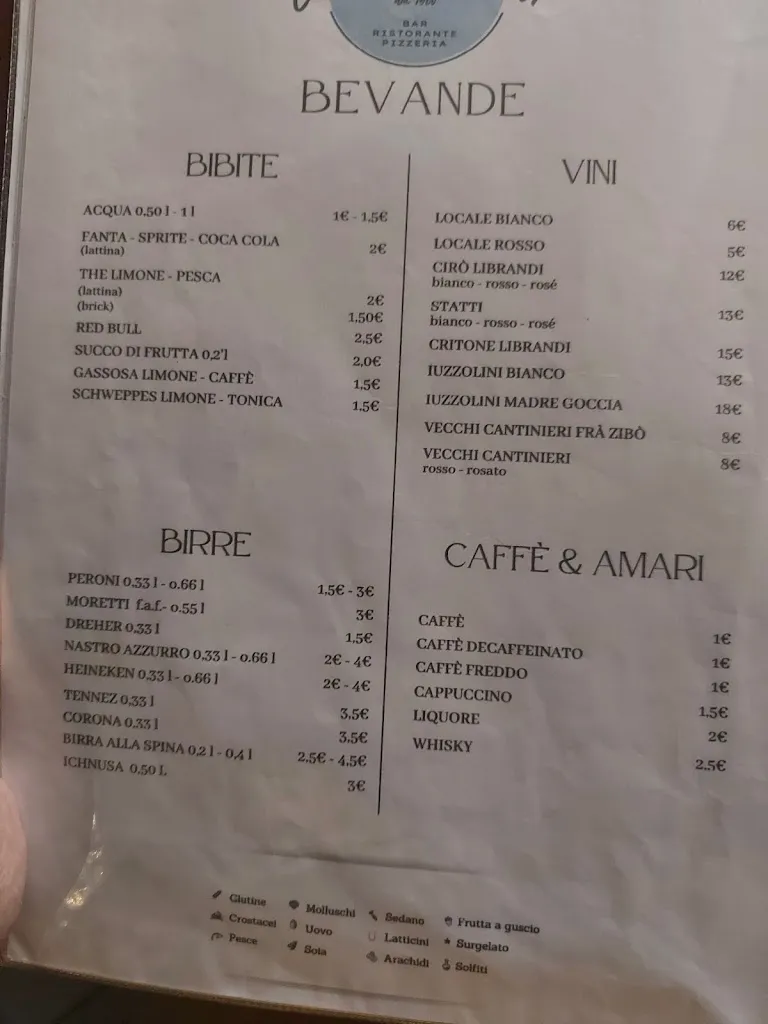 BAR
RISTORANTE
PIZZERIA
BEVANDE
BIBITE
ACQUA 0,50 l - 1 l 1€ - 1,5€
FANTA - SPRITE - COCA COLA 2€
(lattina)
THE LIMONE - PESCA
(lattina) 2€
(brick) 1,50€
RED BULL 2,5€
SUCCO DI FRUTTA 0,2'l 2,0€
GASSOSA LIMONE - CAFFÈ 1,5€
SCHWEPPES LIMONE - TONICA 1,5€
BIRRE
PERONI 0,33 l - 0.66 l 1,5€ - 3€
MORETTI f.a.f.- 0.55 l 3€
DREHER 0,33 l 1,5€
NASTRO AZZURRO 0,33 l - 0.66 l 2€ - 4€
HEINEKEN 0,33 l - 0.66 l 2€ - 4€
TENNEZ 0,33 l 3,5€
CORONA 0,33 l 3,5€
BIRRA ALLA SPINA 0,2 l - 0,4 l 2,5€ - 4,5€
ICHNUSA 0,50 L 3€
VINI
LOCALE BIANCO 6€
LOCALE ROSSO 5€
CIRÒ LIBRANDI 12€
bianco - rosso - rosé
STATTI 13€
bianco - rosso - rosé
CRITONE LIBRANDI 15€
IUZZOLINI BIANCO 13€
IUZZOLINI MADRE GOCCIA 18€
VECCHI CANTINIERI FRÀ ZIBÒ 8€
VECCHI CANTINIERI 8€
rosso - rosato
CAFFÈ & AMARI
CAFFÈ 1€
CAFFÈ DECAFFEINATO 1€
CAFFÈ FREDDO 1€
CAPPUCCINO 1,5€
LIQUORE 2€
WHISKY 2,5€
Glutine Molluschi Sedano Frutta a guscio
Crostacei Uovo Latticini Surgelato
Pesce Soia Arachidi Solfiti